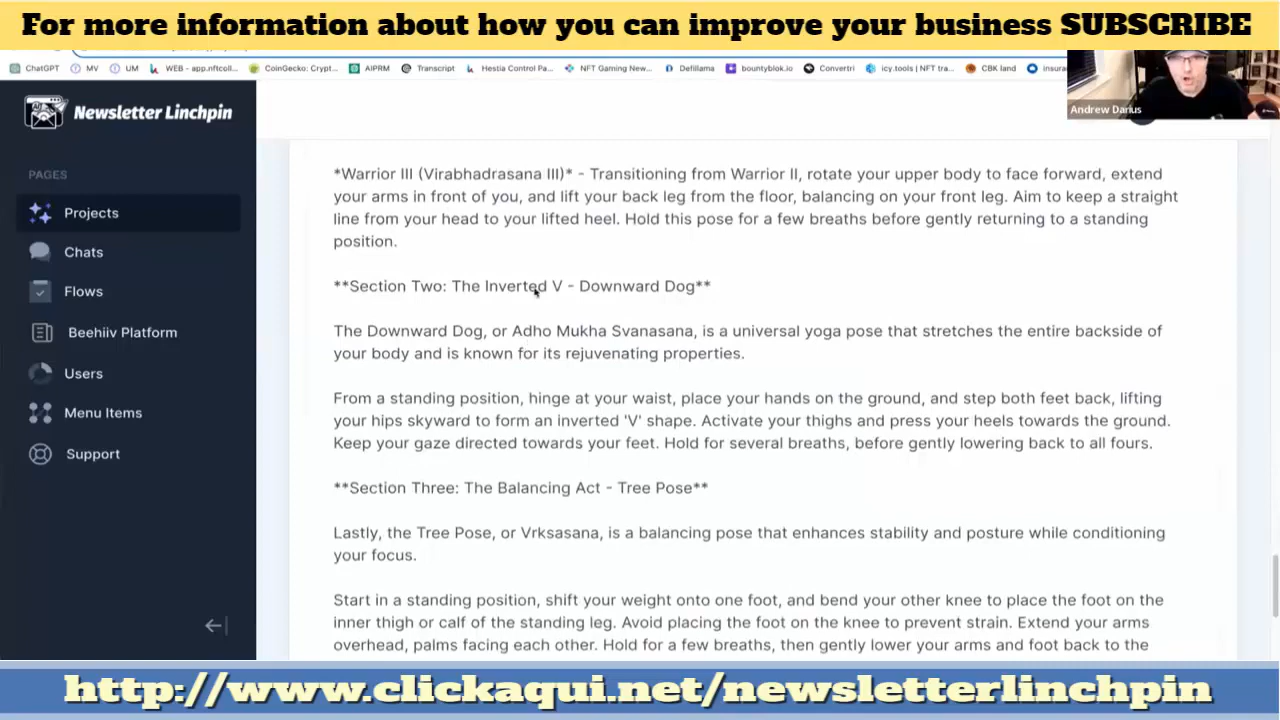 For more information about how you can improve your business SUBSCRIBE
ChatGPT MV UM WEB - app.nftcoll... CoinGecko: Crypt... AIPRM Transcript Hestia Control Pa... NFT Gaming New... Defillama bountyblok.io Convertri icy.tools | NFT tra... CBK land insura
Andrew Darius
Newsletter Linchpin
PAGES
Projects
Chats
Flows
Beehiiv Platform
Users
Menu Items
Support
*Warrior III (Virabhadrasana III)* - Transitioning from Warrior II, rotate your upper body to face forward, extend
your arms in front of you, and lift your back leg from the floor, balancing on your front leg. Aim to keep a straight
line from your head to your lifted heel. Hold this pose for a few breaths before gently returning to a standing
position.
**Section Two: The Inverted V - Downward Dog**
The Downward Dog, or Adho Mukha Svanasana, is a universal yoga pose that stretches the entire backside of
your body and is known for its rejuvenating properties.
From a standing position, hinge at your waist, place your hands on the ground, and step both feet back, lifting
your hips skyward to form an inverted 'V' shape. Activate your thighs and press your heels towards the ground.
Keep your gaze directed towards your feet. Hold for several breaths, before gently lowering back to all fours.
**Section Three: The Balancing Act - Tree Pose**
Lastly, the Tree Pose, or Vrksasana, is a balancing pose that enhances stability and posture while conditioning
your focus.
Start in a standing position, shift your weight onto one foot, and bend your other knee to place the foot on the
inner thigh or calf of the standing leg. Avoid placing the foot on the knee to prevent strain. Extend your arms
overhead, palms facing each other. Hold for a few breaths, then gently lower your arms and foot back to the
http://www.clickaqui.net/newsletterlinchpin